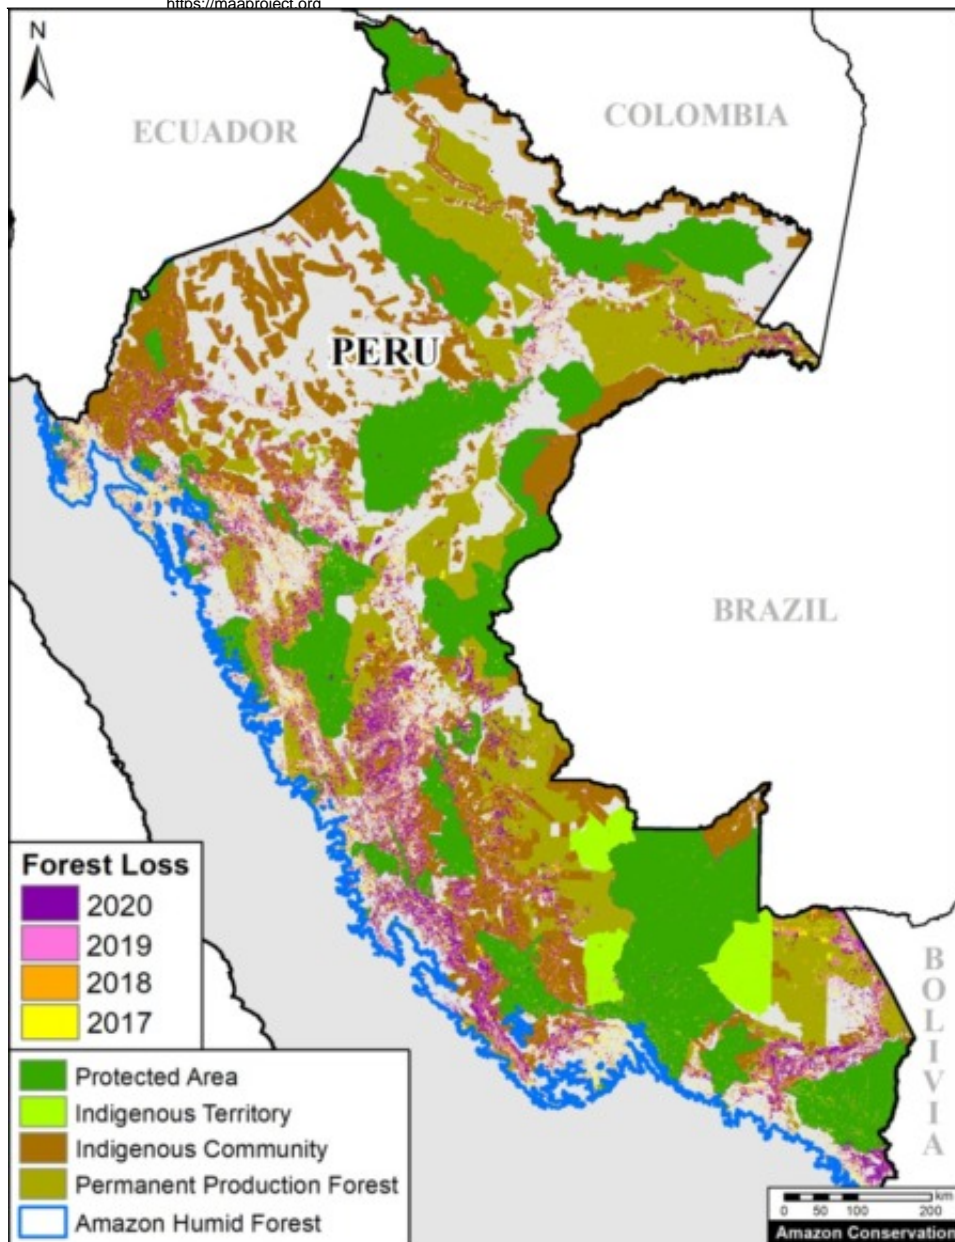 https://maaproject.org
N
ECUADOR
COLOMBIA
PERU
BRAZIL
BOLIVIA
Forest Loss
2020
2019
2018
2017
Protected Area
Indigenous Territory
Indigenous Community
Permanent Production Forest
Amazon Humid Forest
km
0 50 100 200
Amazon Conservation